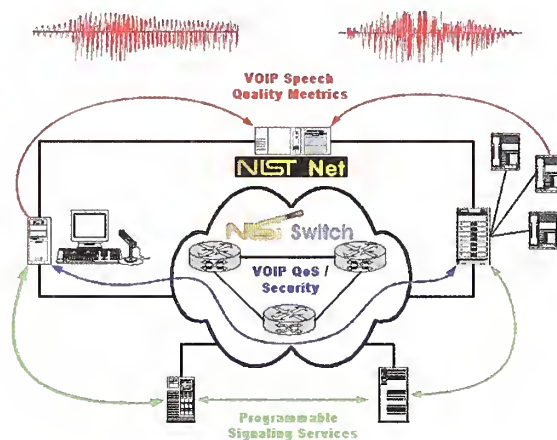 VOIP Speech
Quality Meetrics
NIST Net
NIST Switch
VOIP QoS /
Security
Programmable
Signaling Services